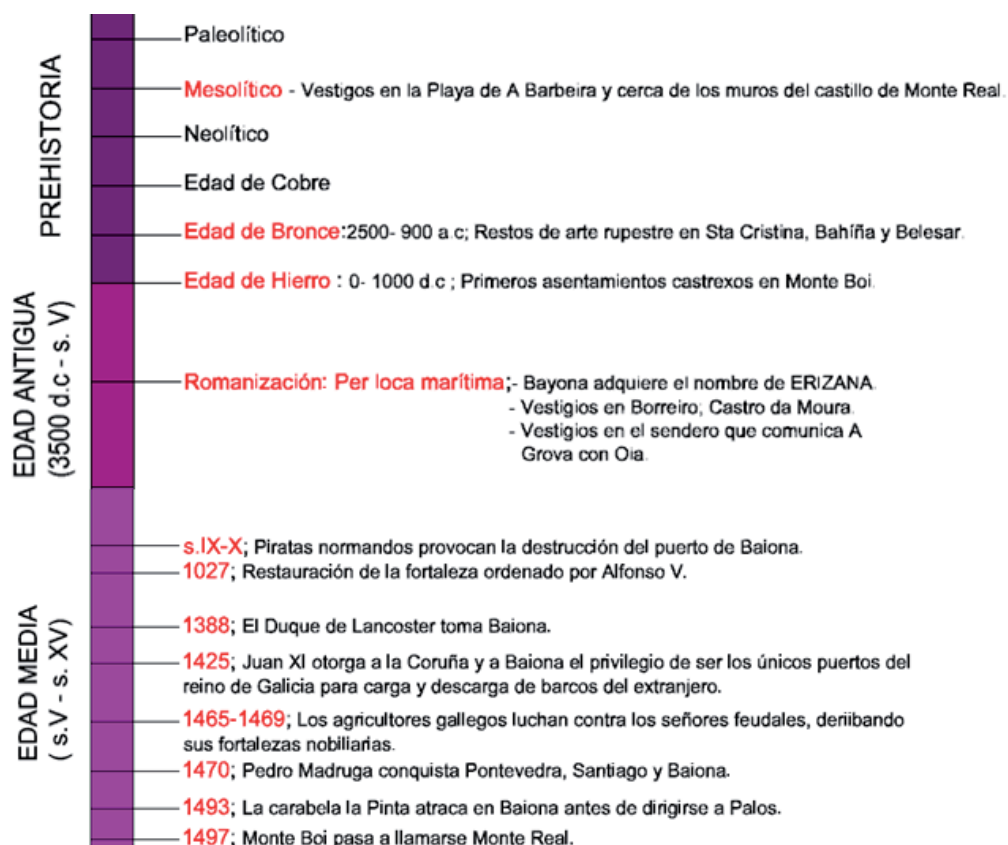 PREHISTORIA
Paleolítico
Mesolítico - Vestigos en la Playa de A Barbeira y cerca de los muros del castillo de Monte Real.
Neolítico
Edad de Cobre
Edad de Bronce:2500- 900 a.c; Restos de arte rupestre en Sta Cristina, Bahíña y Belesar.
Edad de Hierro : 0- 1000 d.c ; Primeros asentamientos castrexos en Monte Boi.
EDAD ANTIGUA
(3500 d.c - s. V)
Romanización: Per loca marítima;- Bayona adquiere el nombre de ERIZANA.
- Vestigios en Borreiro; Castro da Moura.
- Vestigios en el sendero que comunica A
Grova con Oia.
EDAD MEDIA
( s.V - s. XV)
s.IX-X; Piratas normandos provocan la destrucción del puerto de Baiona.
1027; Restauración de la fortaleza ordenado por Alfonso V.
1388; El Duque de Lancoster toma Baiona.
1425; Juan XI otorga a la Coruña y a Baiona el privilegio de ser los únicos puertos del
reino de Galicia para carga y descarga de barcos del extranjero.
1465-1469; Los agricultores gallegos luchan contra los señores feudales, deriibando
sus fortalezas nobiliarias.
1470; Pedro Madruga conquista Pontevedra, Santiago y Baiona.
1493; La carabela la Pinta atraca en Baiona antes de dirigirse a Palos.
1497; Monte Boi pasa a llamarse Monte Real.